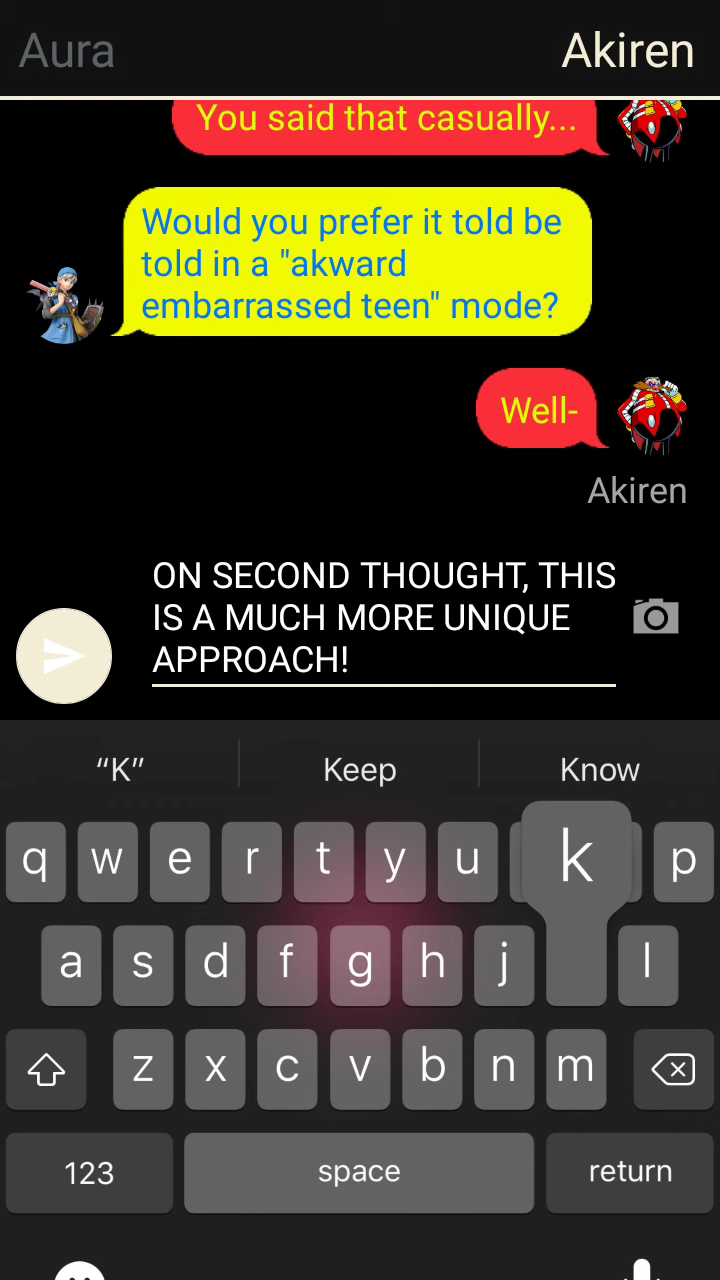 Aura Akiren
You said that casually...
Would you prefer it told be
told in a "akward
embarrassed teen" mode?
Well-
Akiren
ON SECOND THOUGHT, THIS
IS A MUCH MORE UNIQUE
APPROACH!
“K” Keep Know
q w e r t y u k p
a s d f g h j l
z x c v b n m
123 space return